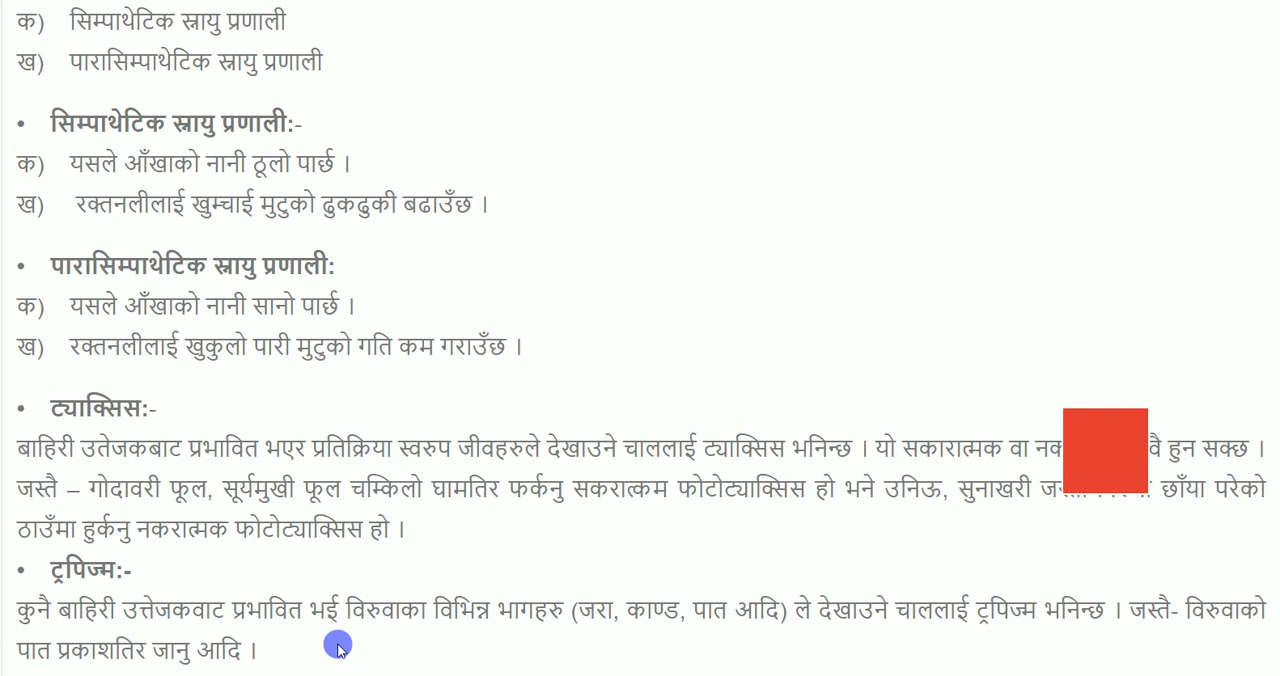 क) सिम्पाथेटिक स्नायु प्रणाली
ख) पारासिम्पाथेटिक स्नायु प्रणाली
• सिम्पाथेटिक स्नायु प्रणाली:-
क) यसले आँखाको नानी ठूलो पार्छ ।
ख) रक्तनलीलाई खुम्चाई मुटुको ढुकढुकी बढाउँछ ।
• पारासिम्पाथेटिक स्नायु प्रणाली:
क) यसले आँखाको नानी सानो पार्छ ।
ख) रक्तनलीलाई खुकुलो पारी मुटुको गति कम गराउँछ ।
• ट्याक्सिस:-
बाहिरी उतेजकबाट प्रभावित भएर प्रतिक्रिया स्वरुप जीवहरुले देखाउने चाललाई ट्याक्सिस भनिन्छ । यो सकारात्मक वा हुन सक्छ ।
जस्तै – गोदावरी फूल, सूर्यमुखी फूल चम्किलो घामतिर फर्कनु सकरात्कम फोटोट्याक्सिस हो भने उनिऊ, सुनाखरी छाँया परेको
ठाउँमा हुर्कनु नकरात्मक फोटोट्याक्सिस हो ।
• ट्रपिज्म:-
कुनै बाहिरी उत्तेजकवाट प्रभावित भई विरुवाका विभिन्न भागहरु (जरा, काण्ड, पात आदि) ले देखाउने चाललाई ट्रपिज्म भनिन्छ । जस्तै- विरुवाको
पात प्रकाशतिर जानु आदि ।